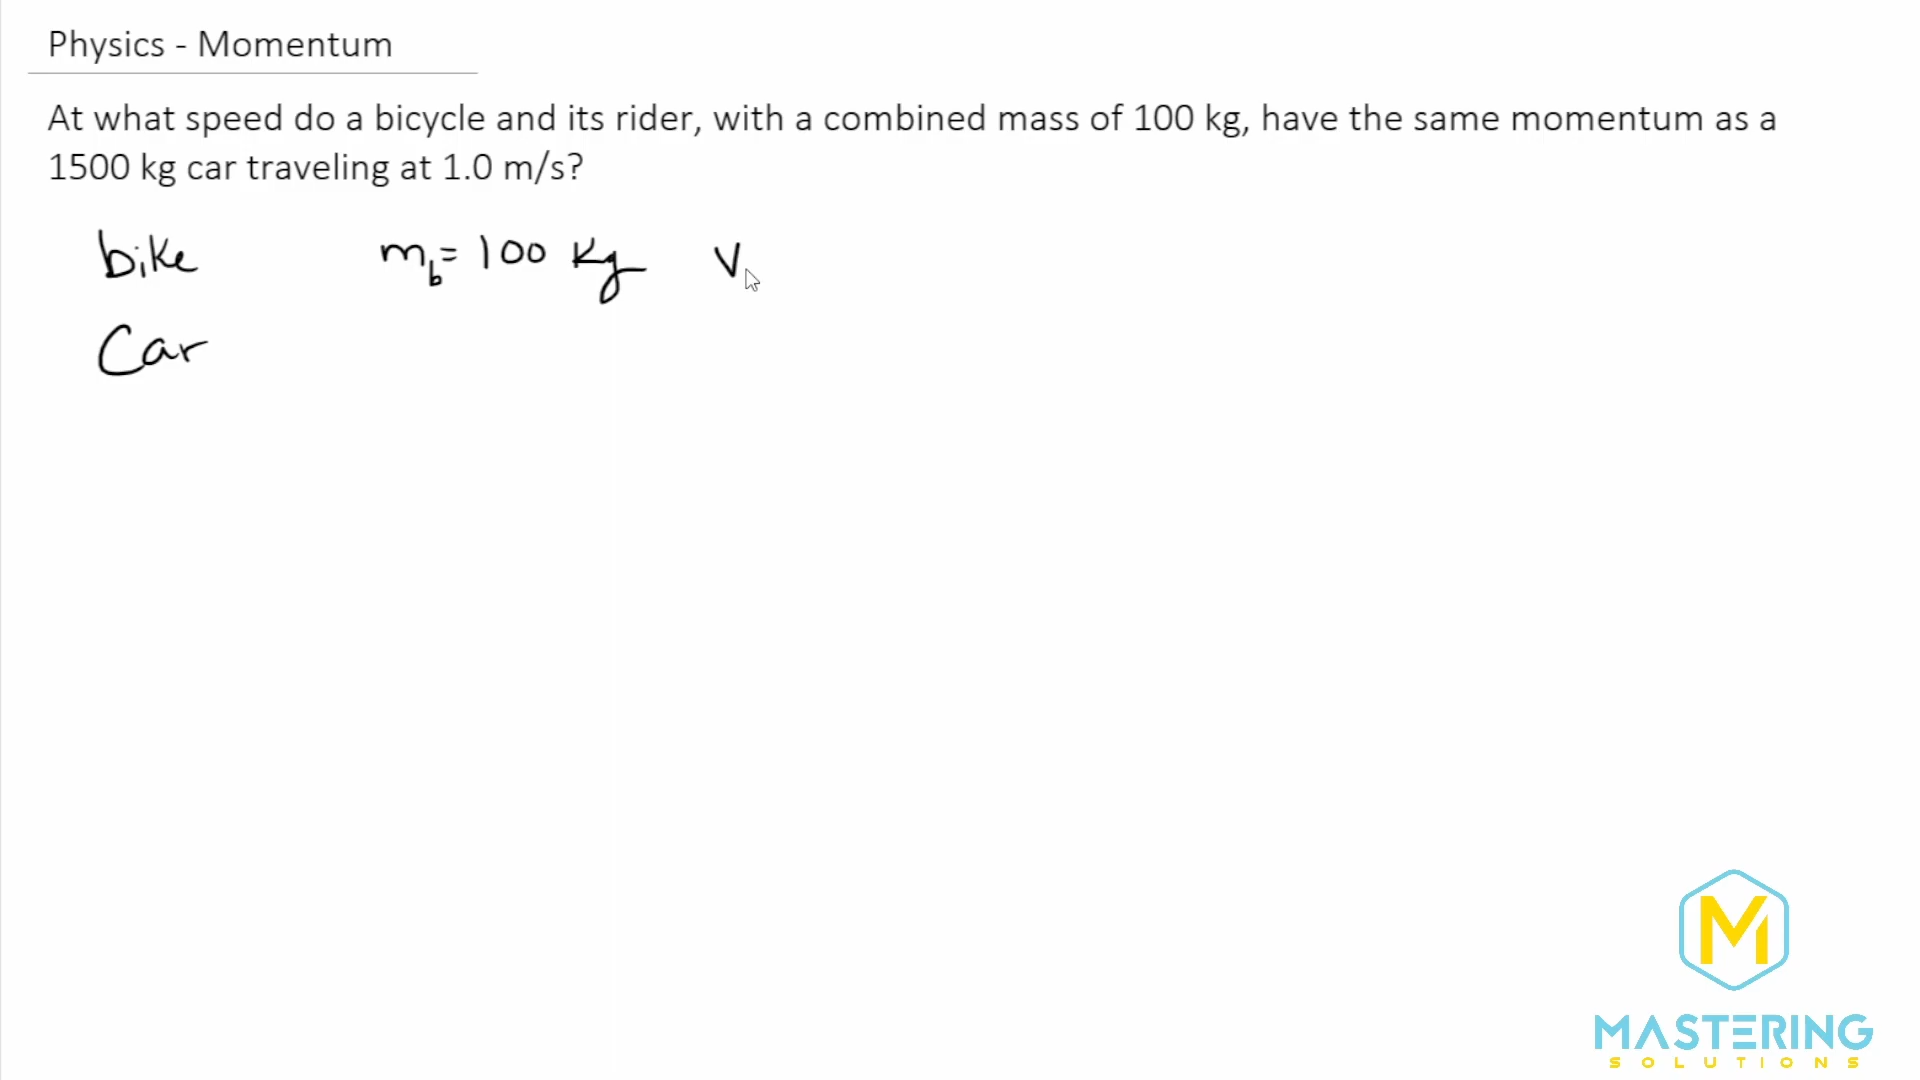 Physics - Momentum
At what speed do a bicycle and its rider, with a combined mass of 100 kg, have the same momentum as a
1500 kg car traveling at 1.0 m/s?
bike m_b = 100 Kg V
Car
M
MASTERING
SOLUTIONS